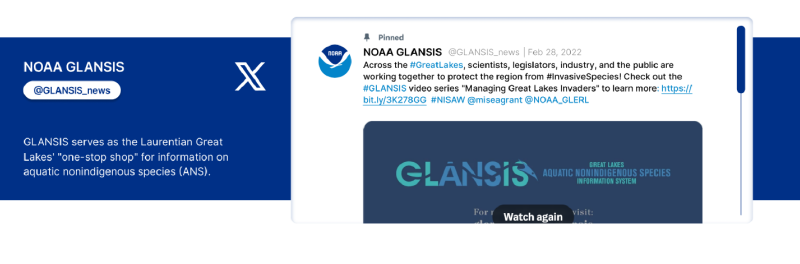 NOAA GLANSIS
@GLANSIS_news
GLANSIS serves as the Laurentian Great
Lakes' "one-stop shop" for information on
aquatic nonindigenous species (ANS).
Pinned
NOAA
NOAA GLANSIS @GLANSIS_news | Feb 28, 2022
Across the #GreatLakes, scientists, legislators, industry, and the public are
working together to protect the region from #InvasiveSpecies! Check out the
#GLANSIS video series "Managing Great Lakes Invaders" to learn more: https://
bit.ly/3K278GG #NISAW @miseagrant @NOAA_GLERL
GLANSIS
GREAT LAKES
AQUATIC NONINDIGENOUS SPECIES
INFORMATION SYSTEM
For visit:
Watch again